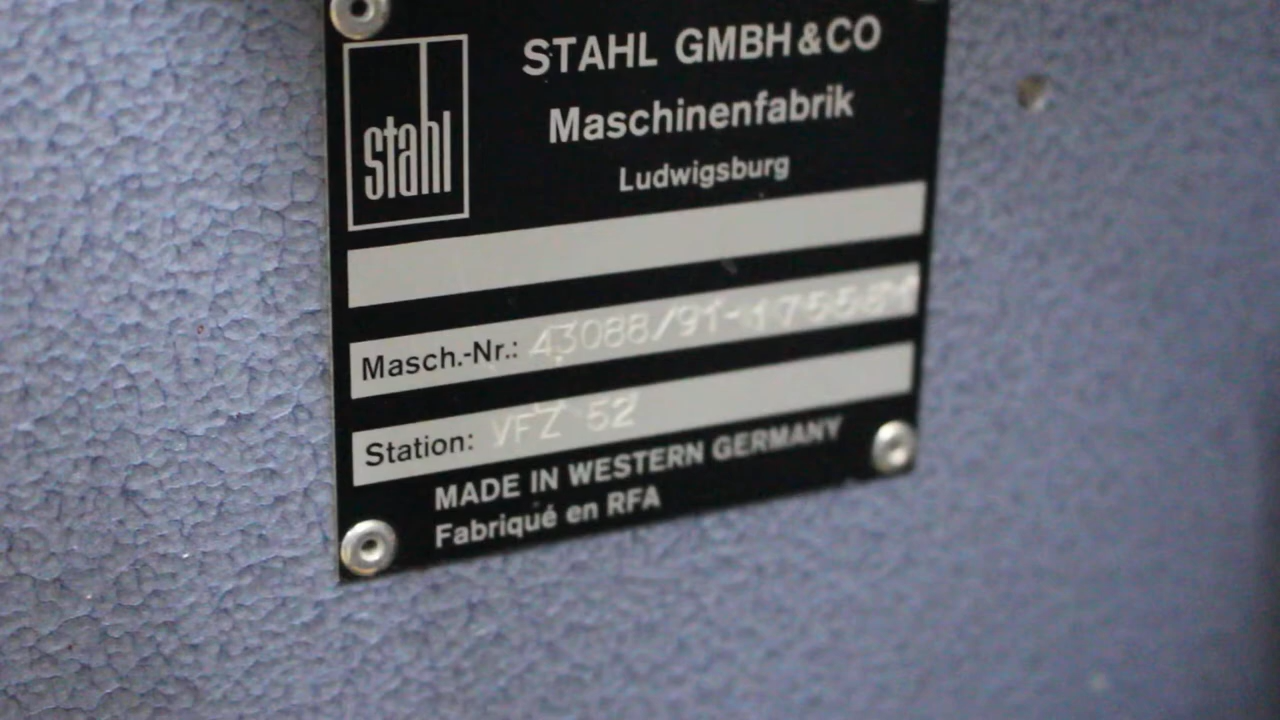 stahl
STAHL GMBH & CO
Maschinenfabrik
Ludwigsburg
Masch.-Nr.: 43088/91-
Station: VFZ 52
MADE IN WESTERN GERMANY
Fabriqué en RFA